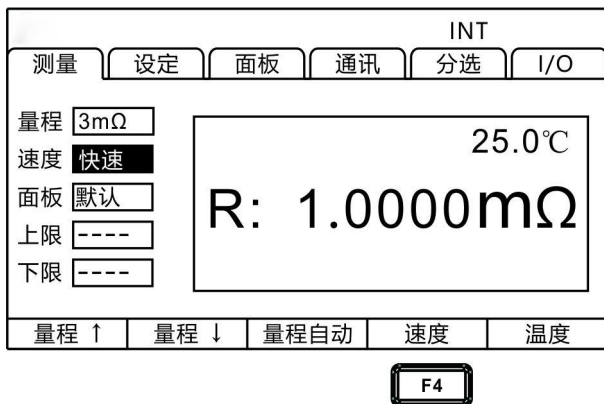 INT
测量 设定 面板 通讯 分选 I/O
量程 3mΩ
速度 快速
面板 默认
上限 ----
下限 ----
25.0℃
R: 1.0000mΩ
量程 ↑ 量程 ↓ 量程自动 速度 温度
F4